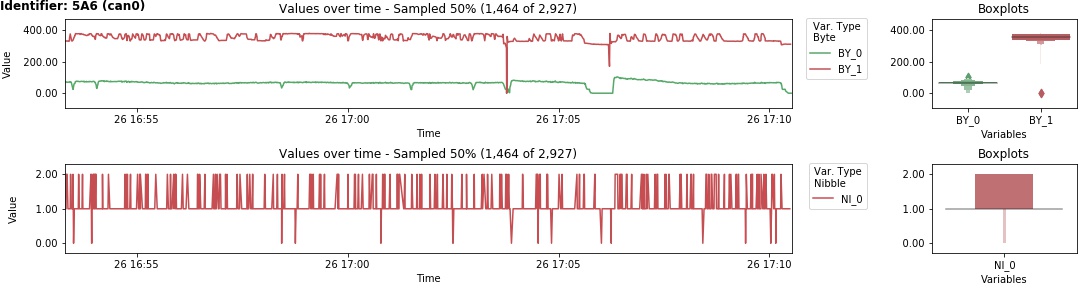 Identifier: 5A6 (can0)
Values over time - Sampled 50% (1,464 of 2,927)
Boxplots
Value
400.00
200.00
0.00
26 16:55
26 17:00
26 17:05
26 17:10
Time
Var. Type
Byte
BY_0
BY_1
400.00
200.00
0.00
BY_0
BY_1
Variables
Values over time - Sampled 50% (1,464 of 2,927)
Boxplots
Value
2.00
1.00
0.00
26 16:55
26 17:00
26 17:05
26 17:10
Time
Var. Type
Nibble
NI_0
2.00
1.00
0.00
NI_0
Variables